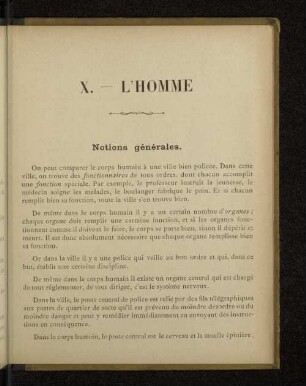 X. — L'HOMME
Notions générales.
On peut comparer le corps humain à une ville bien policée. Dans cette
ville, on trouve des fonctionnaires de tous ordres, dont chacun accomplit
une fonction spéciale. Par exemple, le professeur instruit la jeunesse, le
médecin soigne les malades, le boulanger fabrique le pain. Et si chacun
remplit bien sa fonction, toute la ville s'en trouve bien.
De même dans le corps humain il y a un certain nombre d'organes ;
chaque organe doit remplir une certaine fonction, et si les organes fonc-
tionnent comme il doivent le faire, le corps se porte bien, sinon il dépérit et
meurt. Il est donc absolument nécessaire que chaque organe remplisse bien
sa fonction.
Or dans la ville il y a une police qui veille au bon ordre et qui, dans ce
but, établit une certaine discipline.
De même dans le corps humain il existe un organe central qui est chargé
de tout réglementer, de tout diriger, c'est le système nerveux.
Dans la ville, le poste central de police est relié par des fils télégraphiques
aux postes de quartier de sorte qu'il est prévenu du moindre désordre ou du
moindre danger et peut y remédier immédiatement en envoyant des instruc-
tions en conséquence.
Dans le corps humain, le poste central est le cerveau et la moelle épinière ;